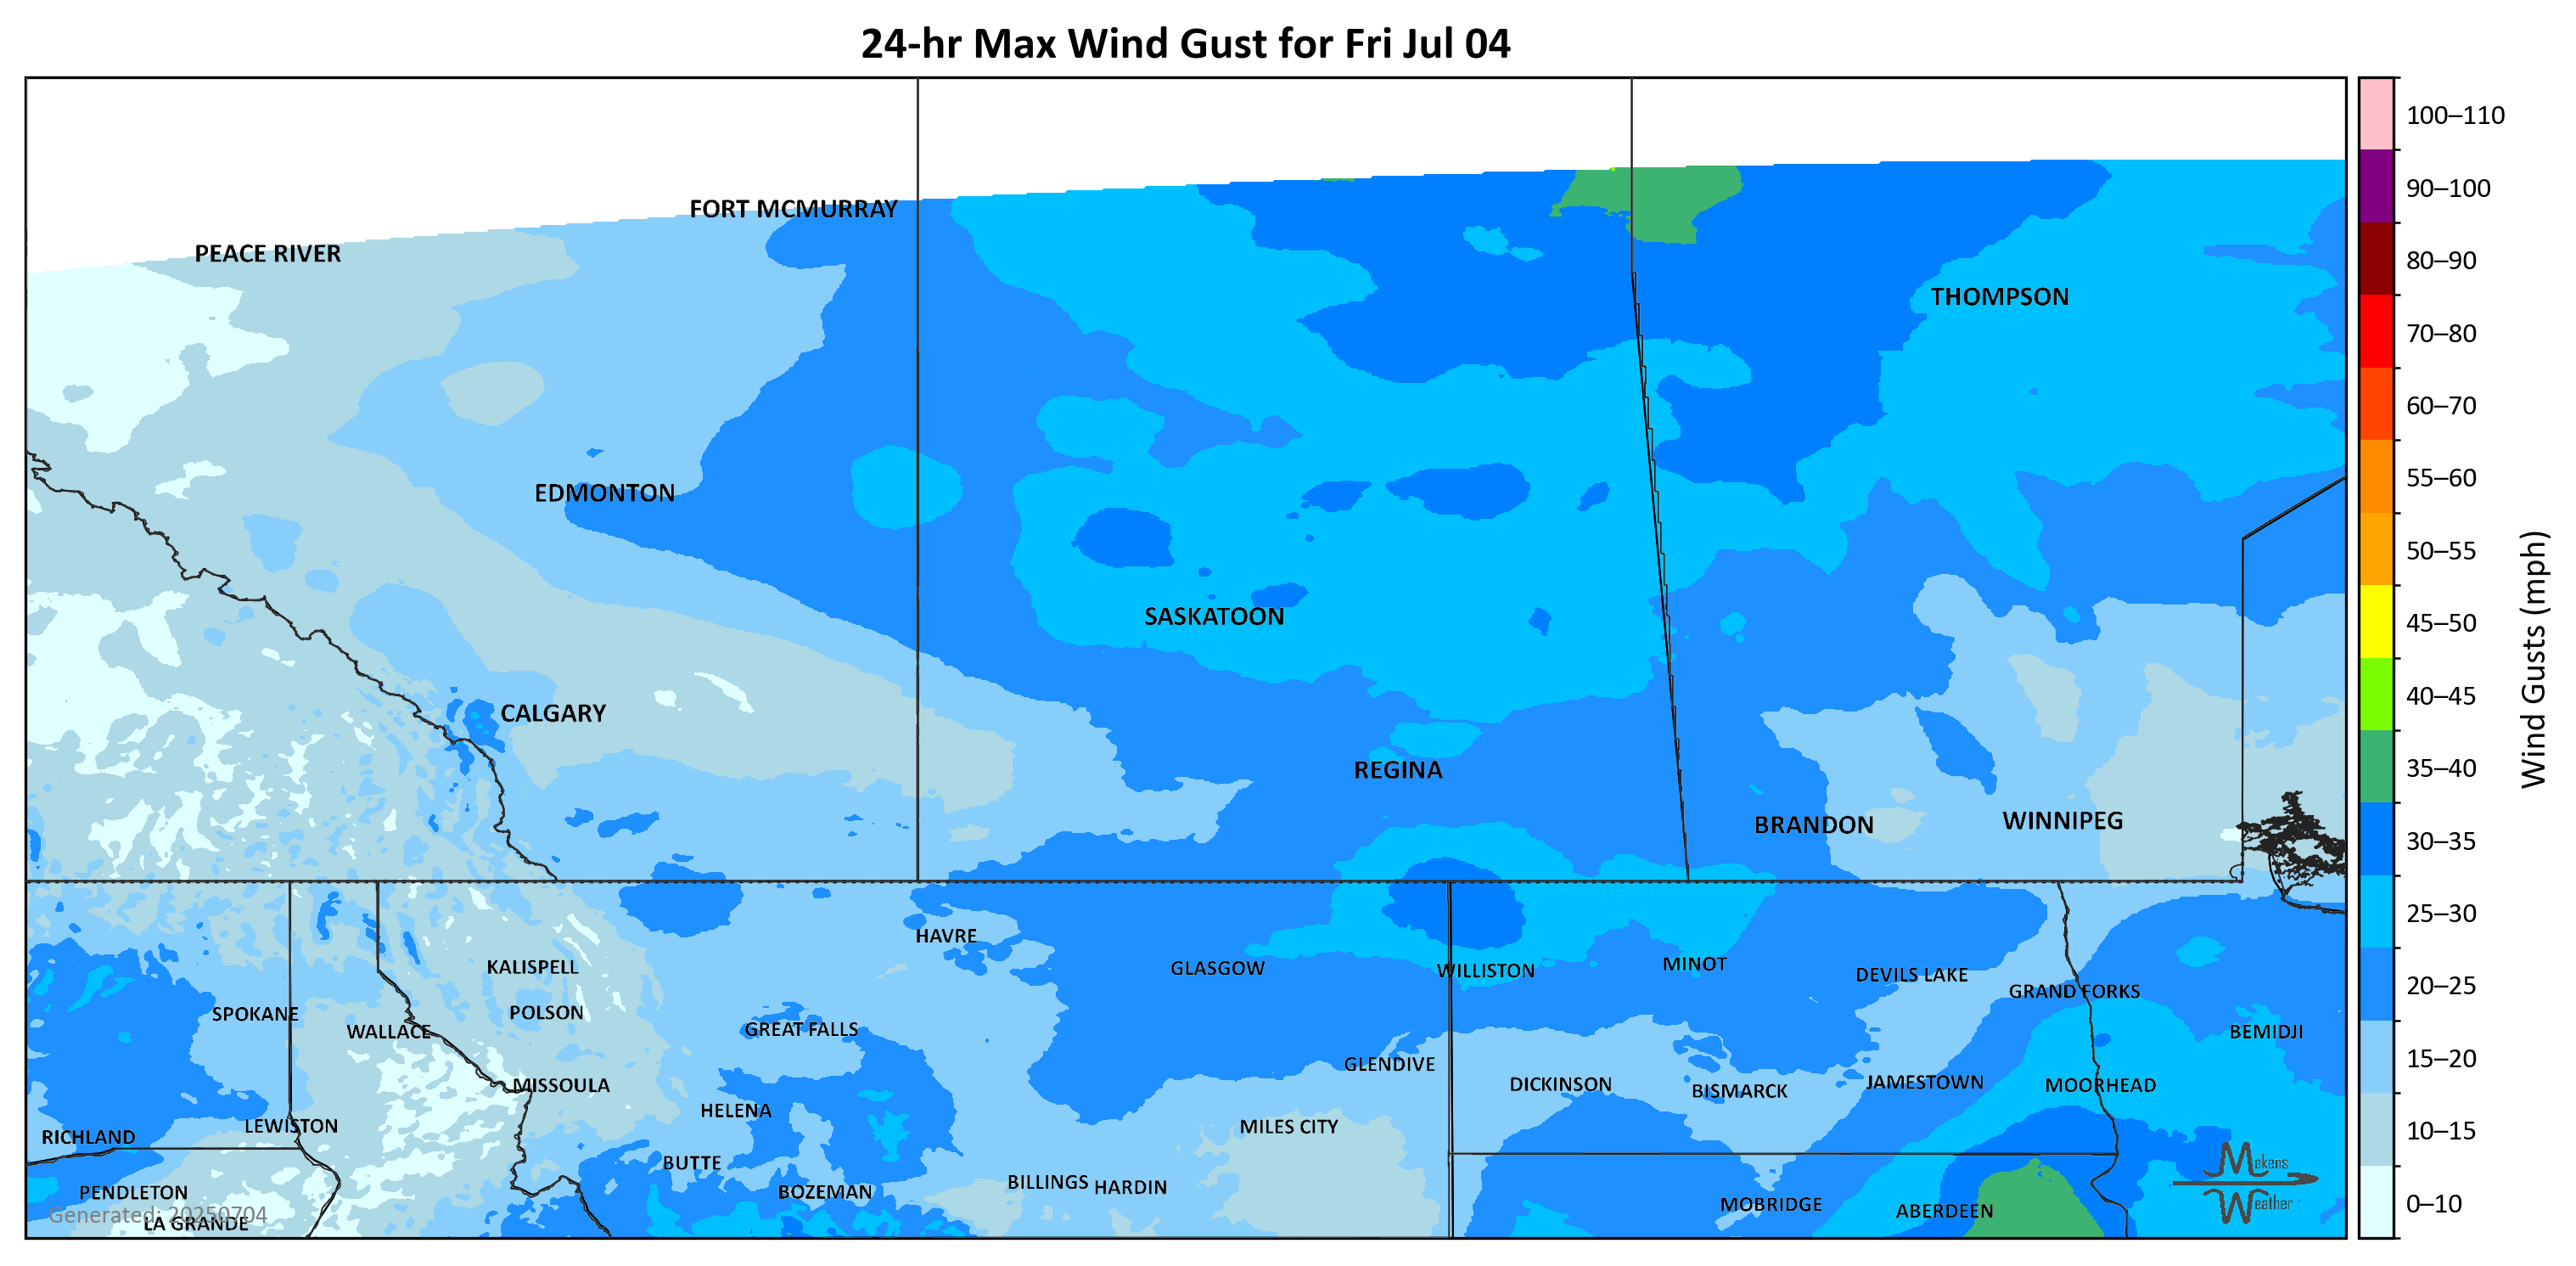 24-hr Max Wind Gust for Fri Jul 04
FORT MCMURRAY
PEACE RIVER
THOMPSON
EDMONTON
SASKATOON
CALGARY
REGINA
BRANDON
WINNIPEG
HAVRE
KALISPELL
GLASGOW
WILLISTON
MINOT
DEVILS LAKE
GRAND FORKS
SPOKANE
POLSON
WALLACE
GREAT FALLS
BEMIDJI
GLENDIVE
MISSOULA
DICKINSON
BISMARCK
JAMESTOWN
MOORHEAD
HELENA
LEWISTON
MILES CITY
RICHLAND
BUTTE
BILLINGS
HARDIN
PENDLETON
BOZEMAN
MOBRIDGE
ABERDEEN
LA GRANDE
Generated: 20250704
Makens
Weather
100–110
90–100
80–90
70–80
60–70
55–60
50–55
45–50
40–45
35–40
30–35
25–30
20–25
15–20
10–15
0–10
Wind Gusts (mph)